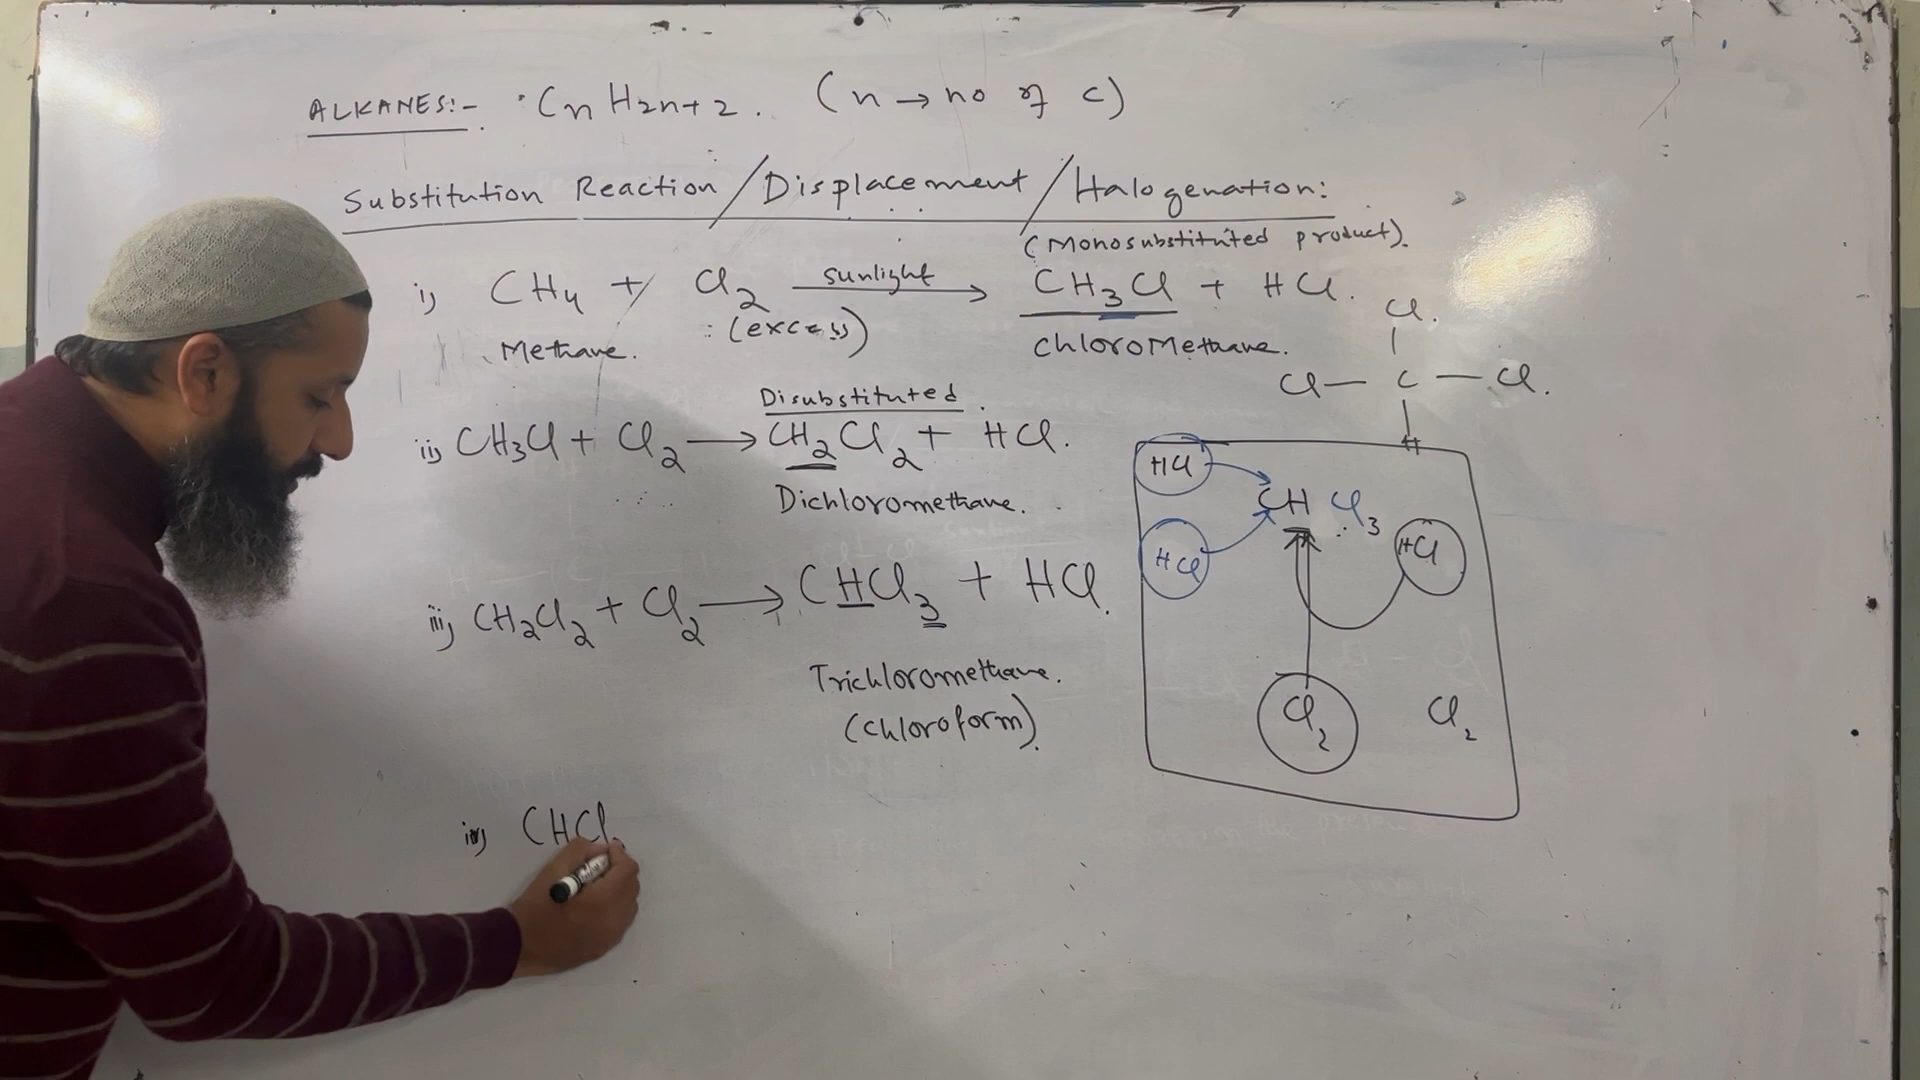 ALKANES:- CnH2n+2. (n → no of c)
Substitution Reaction / Displacement / Halogenation:
(Monosubstituted product).
i) CH4 + Cl2 sunlight → CH3Cl + HCl.
(excess)
Methane. chloroMethane.
Cl.
Cl — C — Cl.
H
Disubstituted.
ii) CH3Cl + Cl2 → CH2Cl2 + HCl.
Dichloromethane.
HCl
CHCl3
HCl HCl
iii) CH2Cl2 + Cl2 → CHCl3 + HCl.
Trichloromethane.
(chloroform).
Cl2 Cl2
iv) CHCl